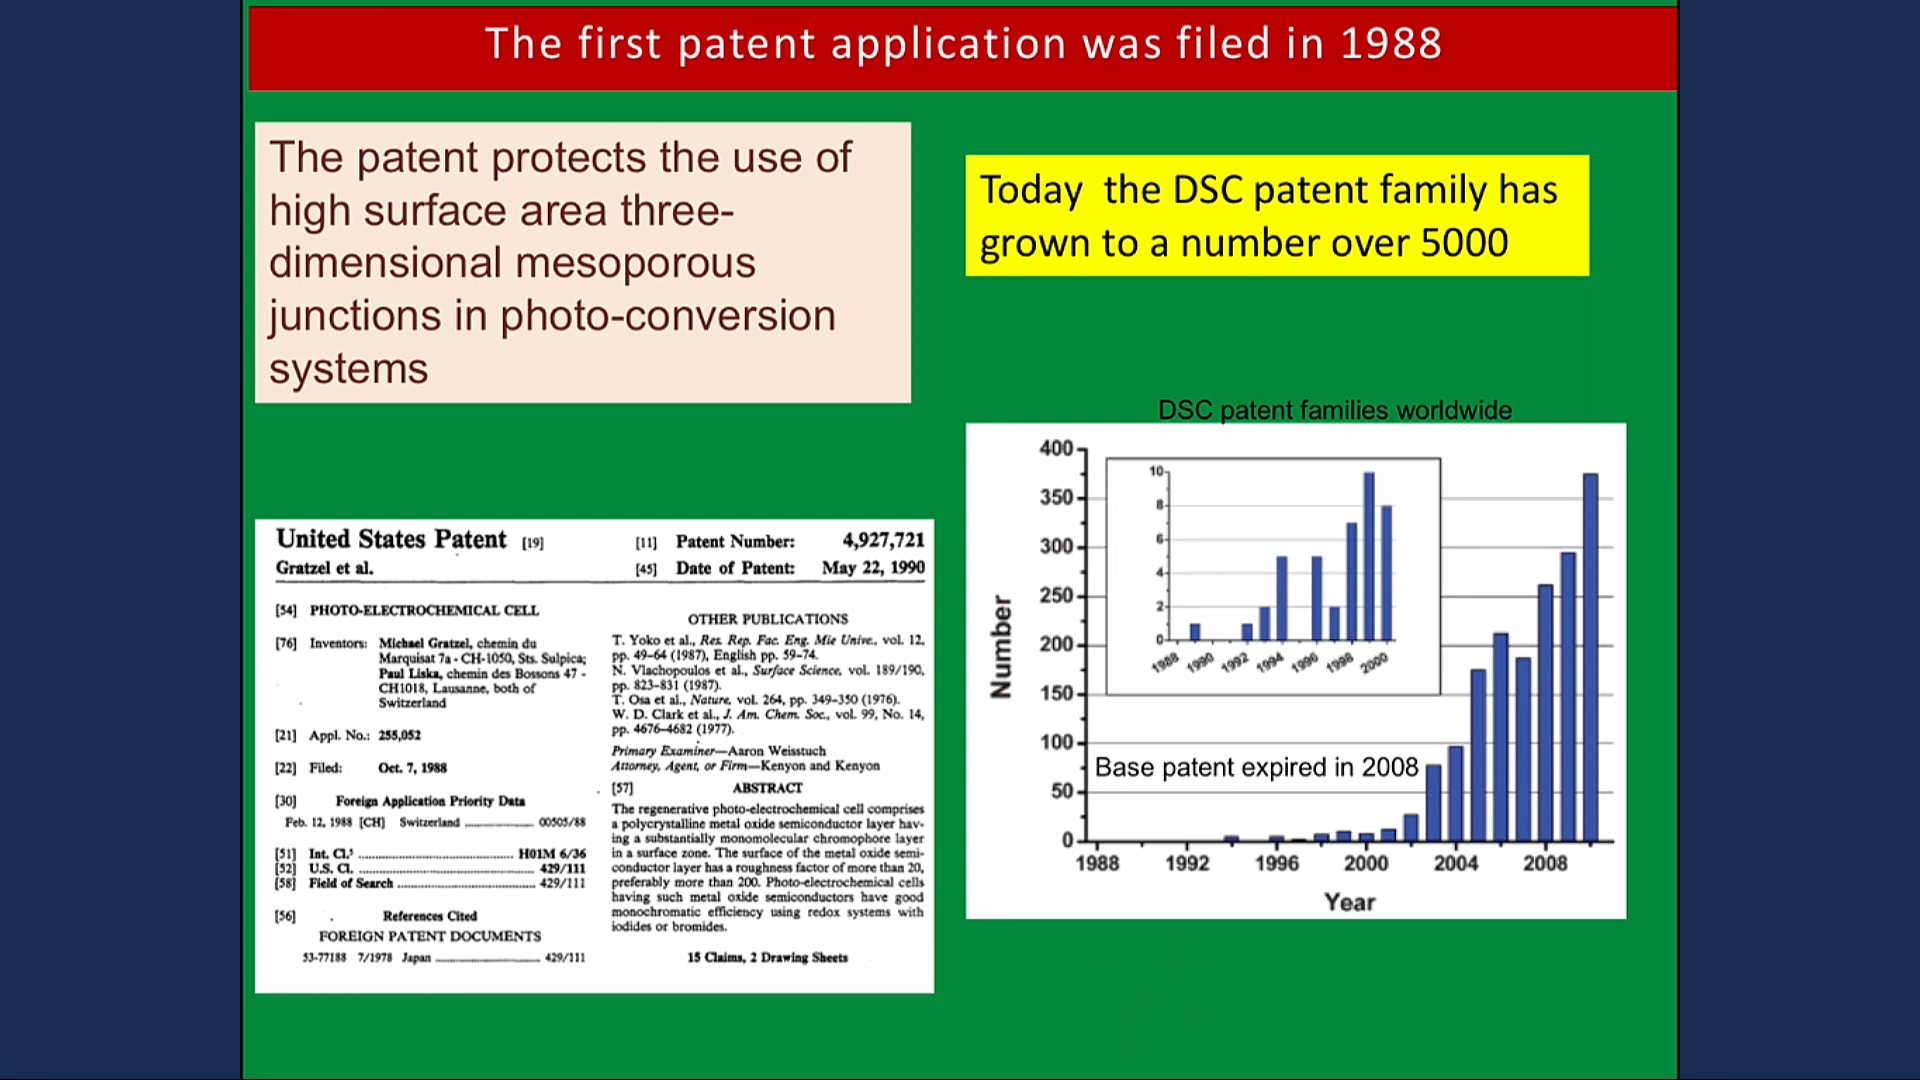 The first patent application was filed in 1988
The patent protects the use of
high surface area three-
dimensional mesoporous
junctions in photo-conversion
systems
Today the DSC patent family has
grown to a number over 5000
United States Patent [19]
Gratzel et al.
[11] Patent Number: 4,927,721
[45] Date of Patent: May 22, 1990
[54] PHOTO-ELECTROCHEMICAL CELL
[76] Inventors: Michael Gratzel, chemin du
Marquisat 7a - CH-1050, Sts. Sulpica;
Paul Liska, chemin des Bossons 47 -
CH1018, Lausanne, both of
Switzerland
[21] Appl. No.: 255,052
[22] Filed: Oct. 7, 1988
[30] Foreign Application Priority Data
Feb. 12, 1988 [CH] Switzerland .................. 00505/88
[51] Int. Cl.⁵ ........................................ H01M 6/36
[52] U.S. Cl. ............................................ 429/111
[58] Field of Search .................................. 429/111
[56] References Cited
FOREIGN PATENT DOCUMENTS
53-77188 7/1978 Japan .......................... 429/111
OTHER PUBLICATIONS
T. Yoko et al., Res. Rep. Fac. Eng. Mie Unive., vol. 12,
pp. 49-64 (1987), English pp. 59-74.
N. Vlachopoulos et al., Surface Science, vol. 189/190,
pp. 823-831 (1987).
T. Osa et al., Nature, vol. 264, pp. 349-350 (1976).
W. D. Clark et al., J. Am. Chem. Soc., vol. 99, No. 14,
pp. 4676-4682 (1977).
Primary Examiner—Aaron Weisstuch
Attorney, Agent, or Firm—Kenyon and Kenyon
[57] ABSTRACT
The regenerative photo-electrochemical cell comprises
a polycrystalline metal oxide semiconductor layer hav-
ing a substantially monomolecular chromophore layer
in a surface zone. The surface of the metal oxide semi-
conductor layer has a roughness factor of more than 20,
preferably more than 200. Photo-electrochemical cells
having such metal oxide semiconductors have good
monochromatic efficiency using redox systems with
iodides or bromides.
15 Claims, 2 Drawing Sheets
DSC patent families worldwide
400
350
300
250
200
150
100
50
0
Number
10
8
6
4
2
0
1988 1990 1992 1994 1996 1998 2000
Base patent expired in 2008
1988 1992 1996 2000 2004 2008
Year